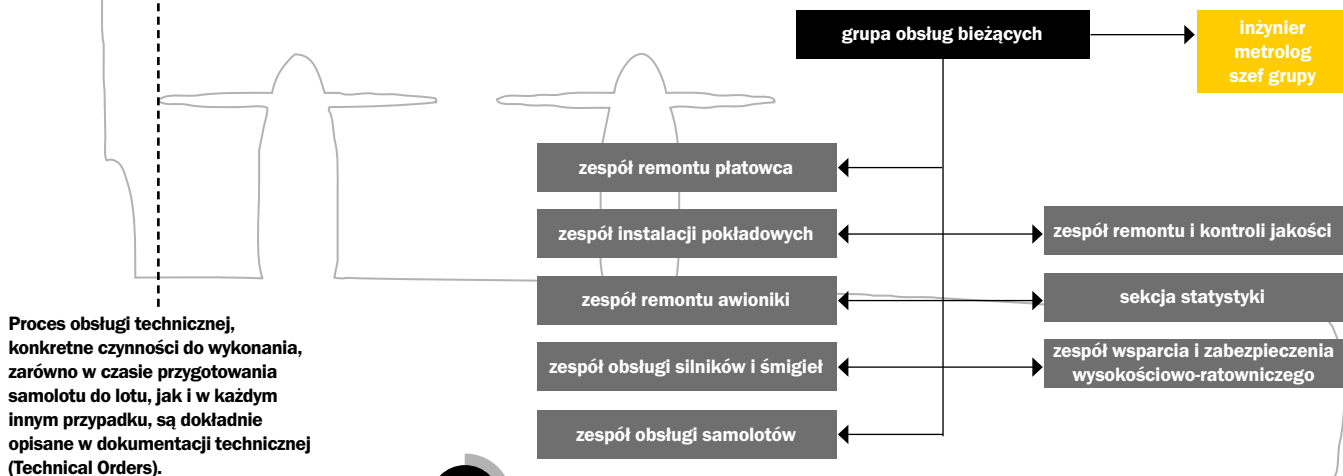 grupa obsług bieżących
inżynier
metrolog
szef grupy
zespół remontu płatowca
zespół instalacji pokładowych
zespół remontu i kontroli jakości
zespół remontu awioniki
sekcja statystyki
zespół obsługi silników i śmigieł
zespół wsparcia i zabezpieczenia
wysokościowo-ratowniczego
zespół obsługi samolotów
Proces obsługi technicznej,
konkretne czynności do wykonania,
zarówno w czasie przygotowania
samolotu do lotu, jak i w każdym
innym przypadku, są dokładnie
opisane w dokumentacji technicznej
(Technical Orders).